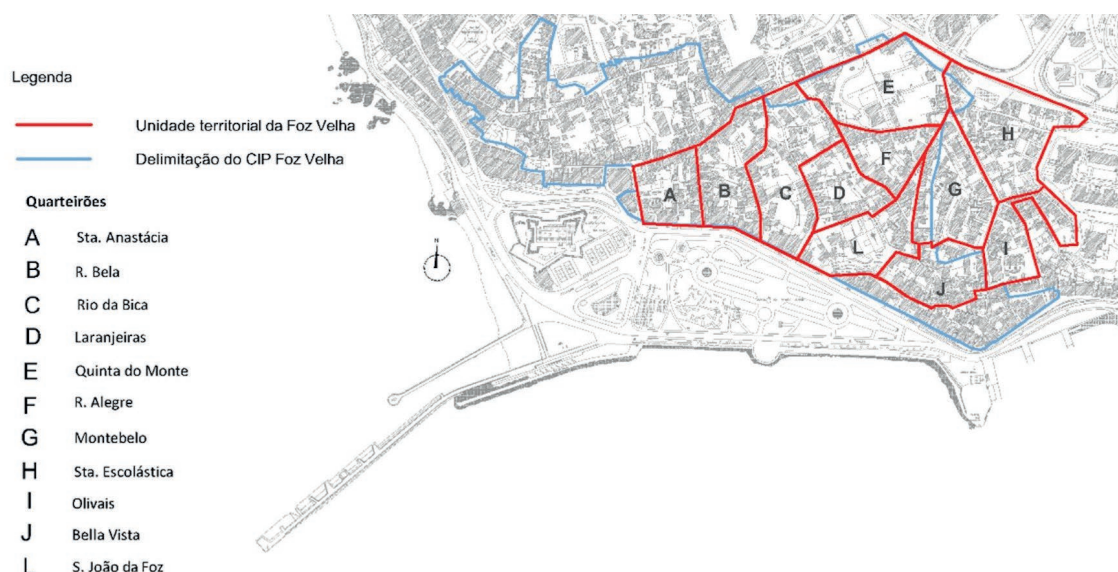 Legenda
Unidade territorial da Foz Velha
Delimitação do CIP Foz Velha
Quarteirões
A Sta. Anastácia
B R. Bela
C Rio da Bica
D Laranjeiras
E Quinta do Monte
F R. Alegre
G Montebelo
H Sta. Escolástica
I Olivais
J Bella Vista
L S. João da Foz
N
E
H
F
A
B
C
D
G
L
I
J